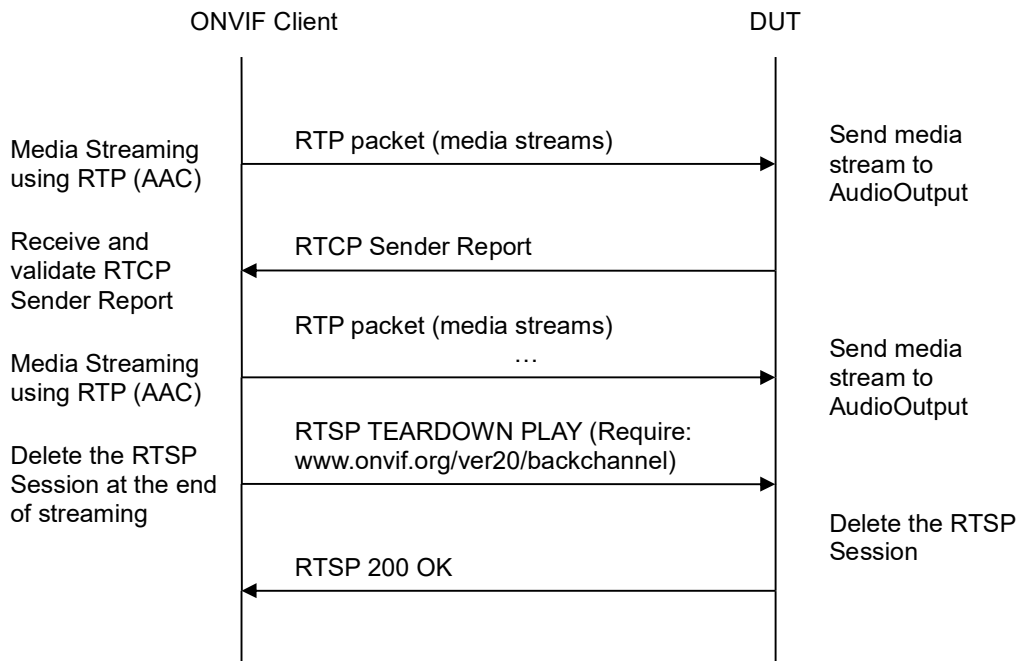 ONVIF Client
DUT
Media Streaming
using RTP (AAC)
RTP packet (media streams)
Send media
stream to
AudioOutput
Receive and
validate RTCP
Sender Report
RTCP Sender Report
Media Streaming
using RTP (AAC)
RTP packet (media streams)
…
Send media
stream to
AudioOutput
Delete the RTSP
Session at the end
of streaming
RTSP TEARDOWN PLAY (Require:
www.onvif.org/ver20/backchannel)
Delete the RTSP
Session
RTSP 200 OK